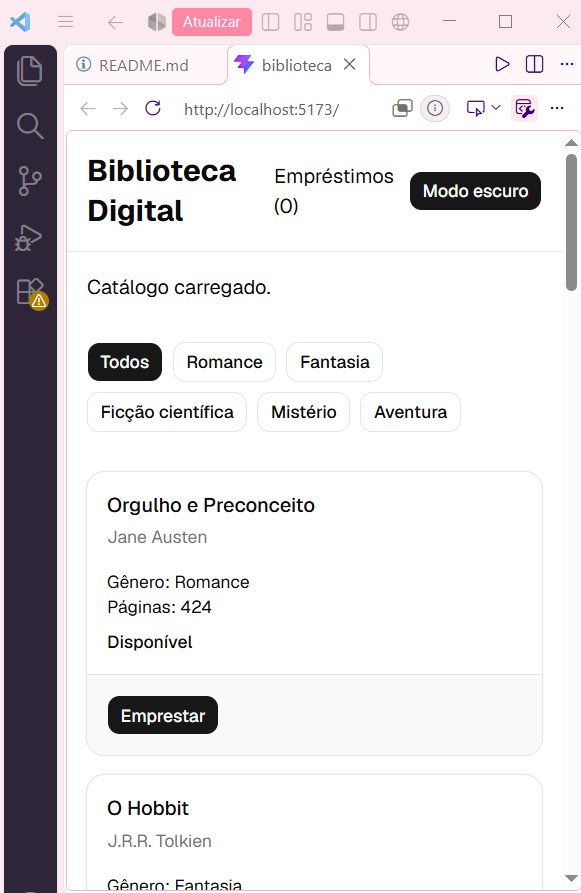 Atualizar
README.md
biblioteca
http://localhost:5173/
Biblioteca
Digital
Empréstimos
(0)
Modo escuro
Catálogo carregado.
Todos Romance Fantasia
Ficção científica Mistério Aventura
Orgulho e Preconceito
Jane Austen
Gênero: Romance
Páginas: 424
Disponível
Emprestar
O Hobbit
J.R.R. Tolkien
Gênero: Fantasia